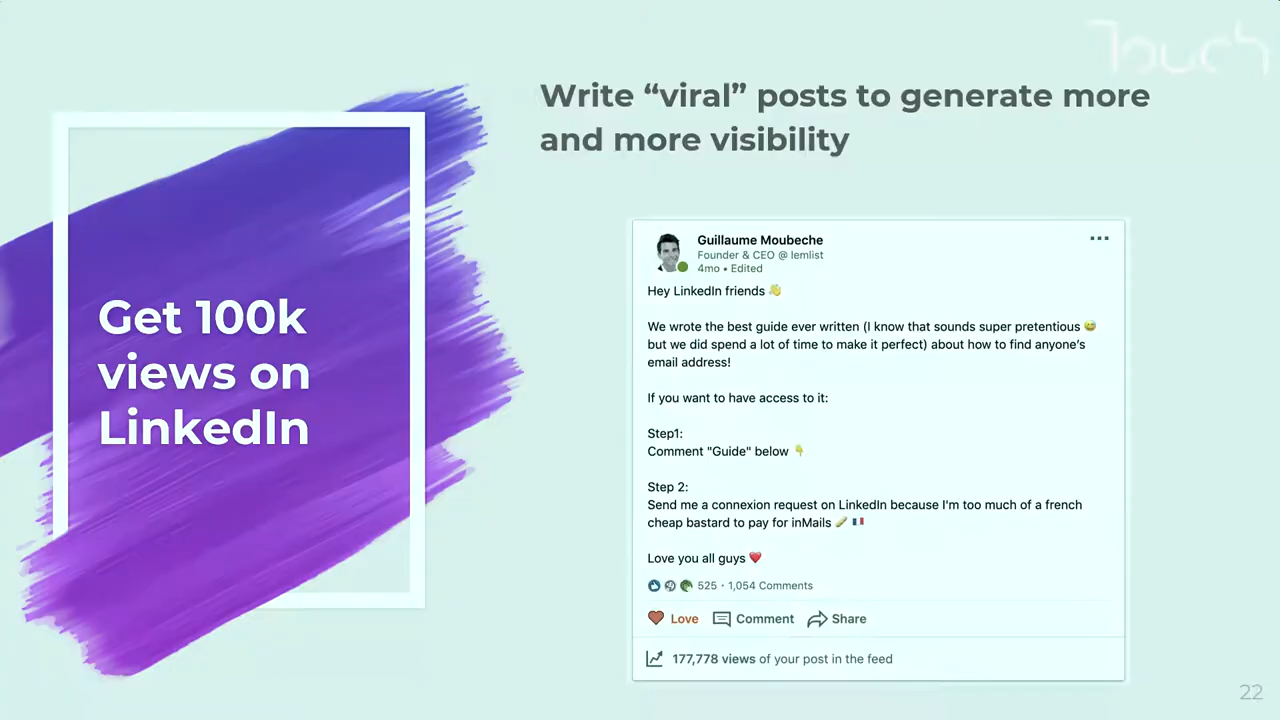 Touch
Write “viral” posts to generate more
and more visibility
Get 100k
views on
LinkedIn
Guillaume Moubeche
Founder & CEO @ lemlist
4mo • Edited
Hey LinkedIn friends 👋
We wrote the best guide ever written (I know that sounds super pretentious 😅
but we did spend a lot of time to make it perfect) about how to find anyone’s
email address!
If you want to have access to it:
Step1:
Comment "Guide" below 👇
Step 2:
Send me a connexion request on LinkedIn because I'm too much of a french
cheap bastard to pay for inMails 🥖 🇫🇷
Love you all guys ❤️
525 · 1,054 Comments
Love Comment Share
177,778 views of your post in the feed
22